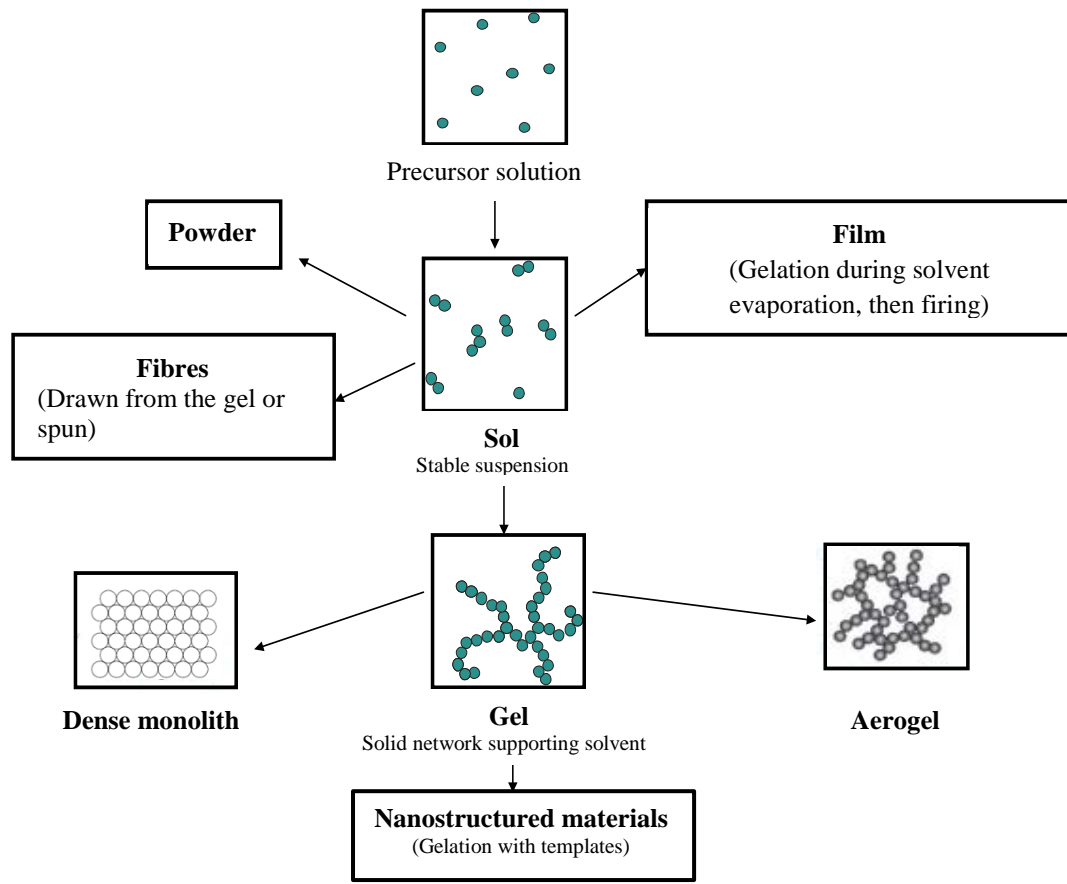 Precursor solution
Powder
Film
(Gelation during solvent
evaporation, then firing)
Fibres
(Drawn from the gel or
spun)
Sol
Stable suspension
Dense monolith
Gel
Solid network supporting solvent
Aerogel
Nanostructured materials
(Gelation with templates)